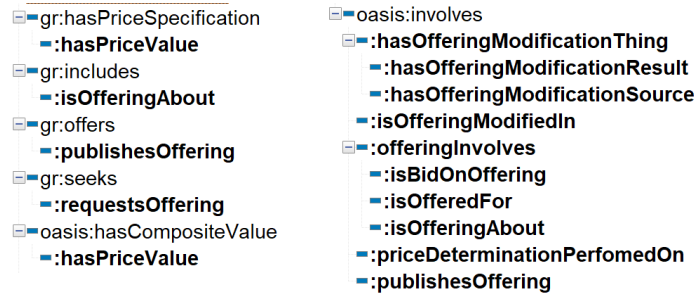 gr:hasPriceSpecification
:hasPriceValue
gr:includes
:isOfferingAbout
gr:offers
:publishesOffering
gr:seeks
:requestsOffering
oasis:hasCompositeValue
:hasPriceValue
oasis:involves
:hasOfferingModificationThing
:hasOfferingModificationResult
:hasOfferingModificationSource
:isOfferingModifiedIn
:offeringInvolves
:isBidOnOffering
:isOfferedFor
:isOfferingAbout
:priceDeterminationPerfomedOn
:publishesOffering